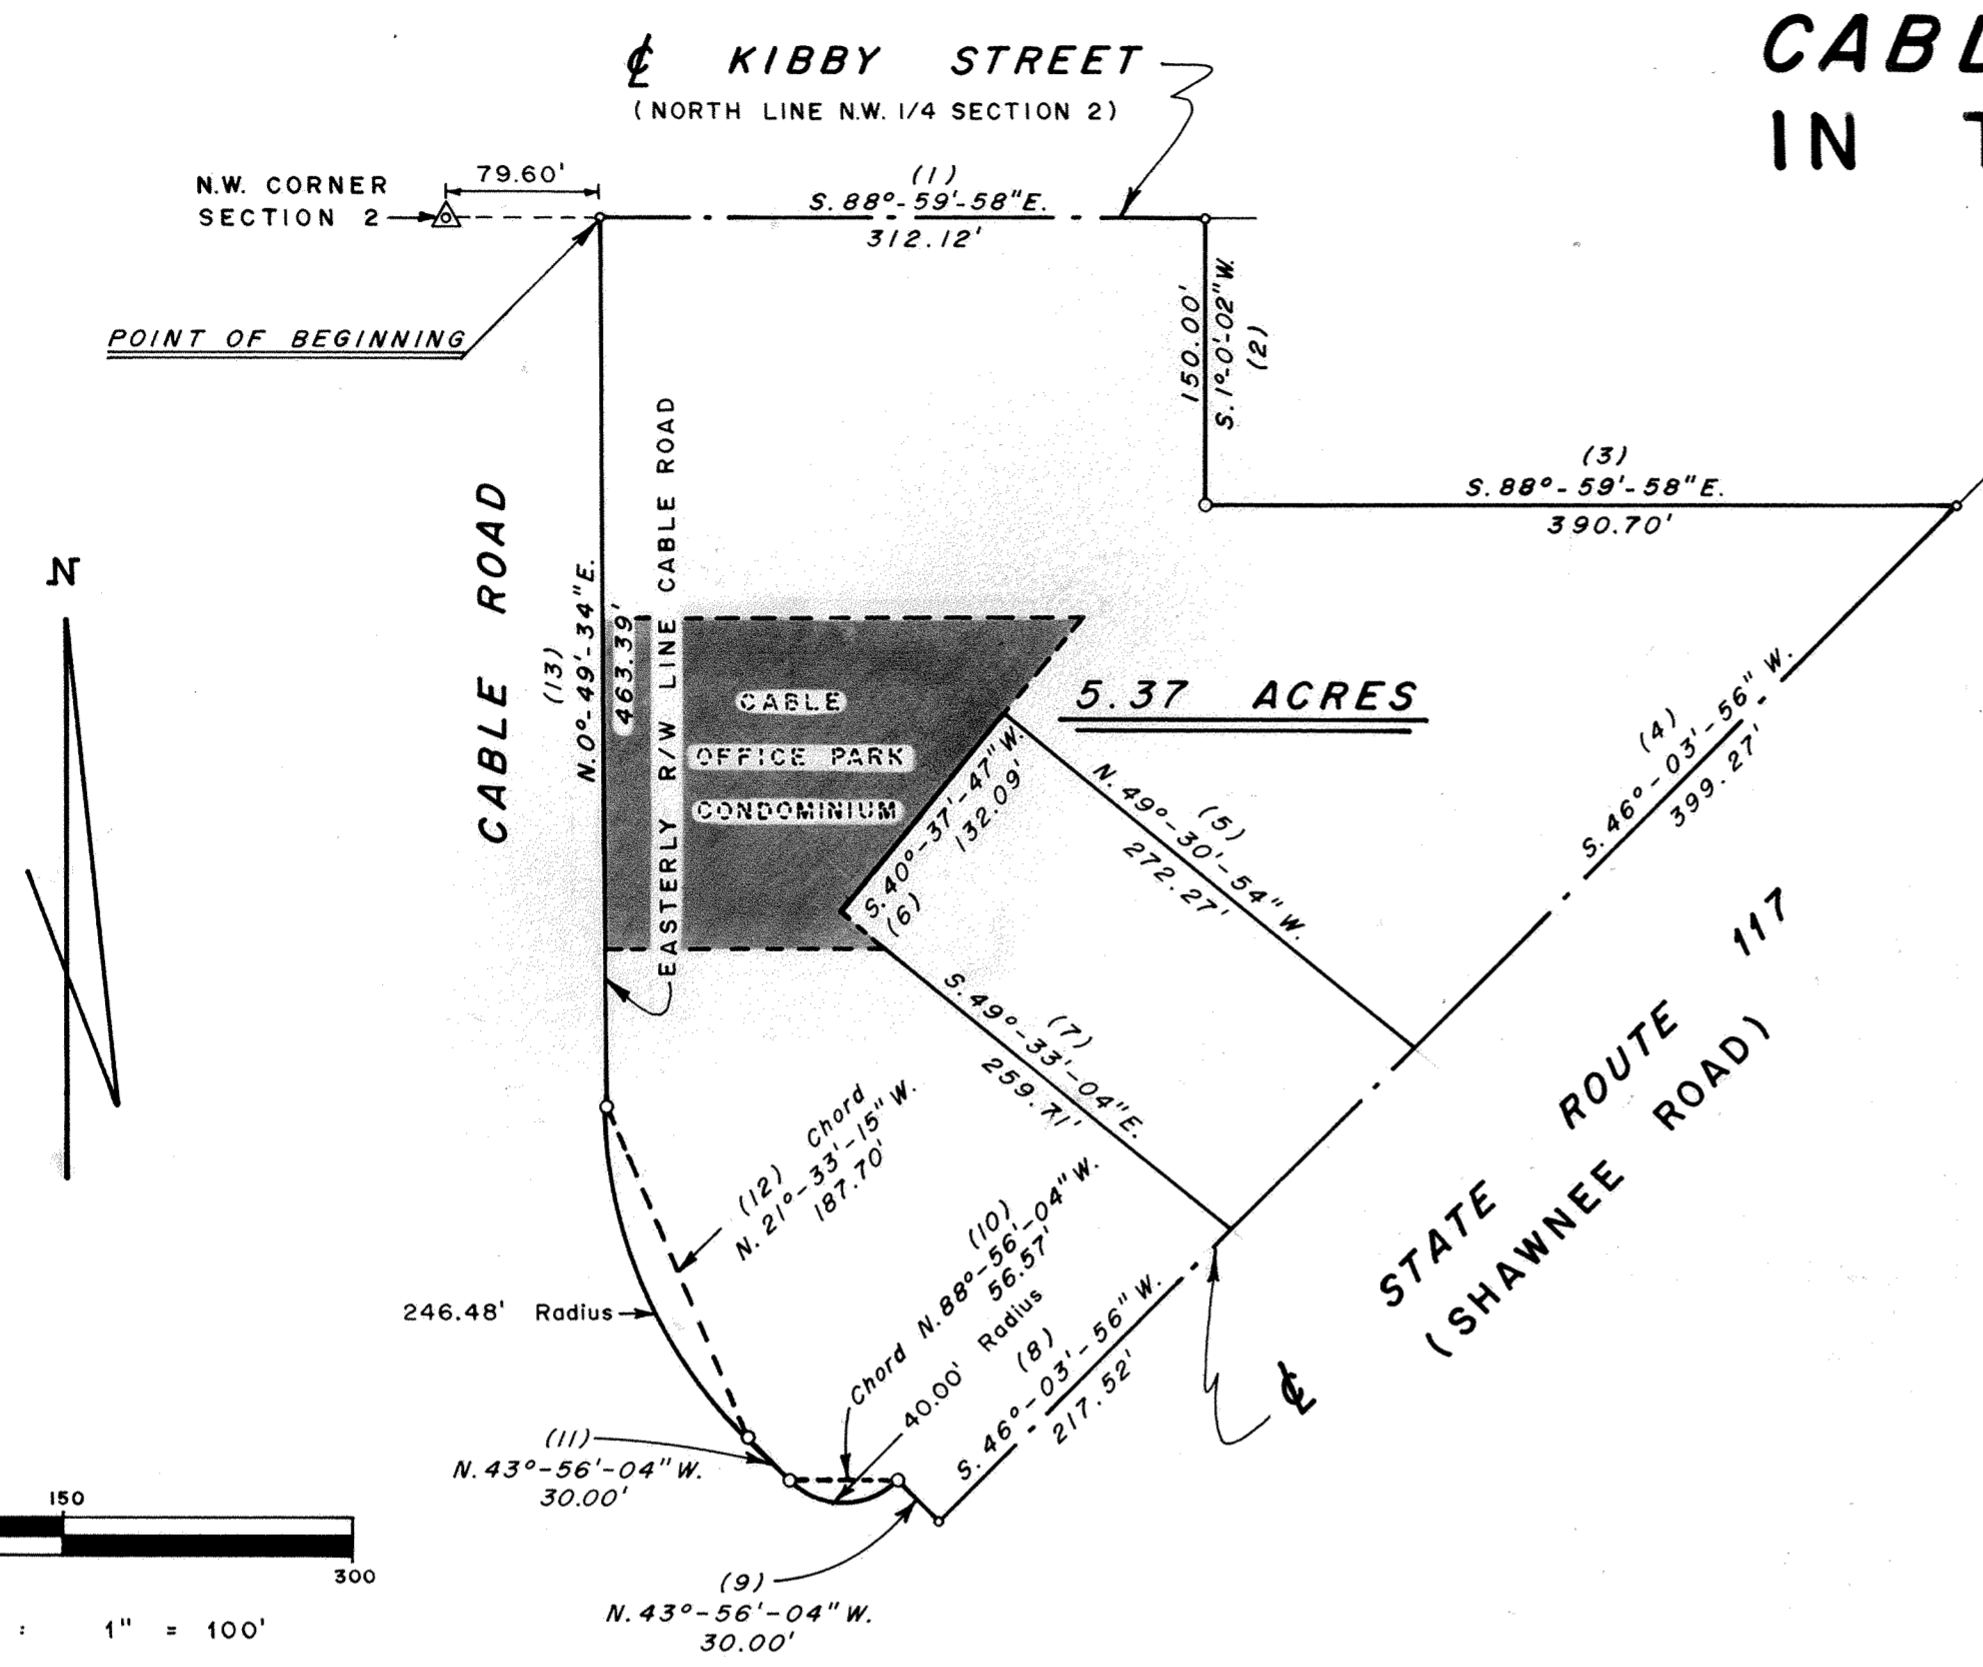 CABL
IN T
℄ KIBBY STREET
(NORTH LINE N.W. 1/4 SECTION 2)
N.W. CORNER
SECTION 2
79.60'
(1)
S. 88°-59'-58"E.
312.12'
POINT OF BEGINNING
150.00'
S. 1°-0'-02"W.
(2)
(3)
S. 88°-59'-58"E.
390.70'
N
CABLE ROAD
(13)
N. 0°-49'-34"E.
463.39'
EASTERLY R/W LINE CABLE ROAD
CABLE
OFFICE PARK
CONDOMINIUM
5.37 ACRES
S. 40°-37'-47"W.
132.09'
(6)
(5)
N. 49°-30'-54"W.
272.27'
(4)
S. 46°-03'-56"W.
399.27'
(7)
S. 49°-33'-04"E.
259.71'
STATE ROUTE 117
(SHAWNEE ROAD)
(12) Chord
N. 21°-33'-15"W.
187.70'
(10)
Chord N. 88°-56'-04"W.
56.57'
40.00' Radius
(8)
S. 46°-03'-56"W.
217.52'
℄
246.48' Radius
(11)
N. 43°-56'-04"W.
30.00'
(9)
N. 43°-56'-04"W.
30.00'
150
300
: 1" = 100'